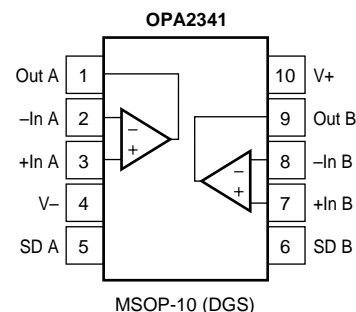 OPA2341
Out A 1 10 V+
–In A 2 – 9 Out B
+In A 3 + – 8 –In B
V– 4 + 7 +In B
SD A 5 6 SD B
MSOP-10 (DGS)